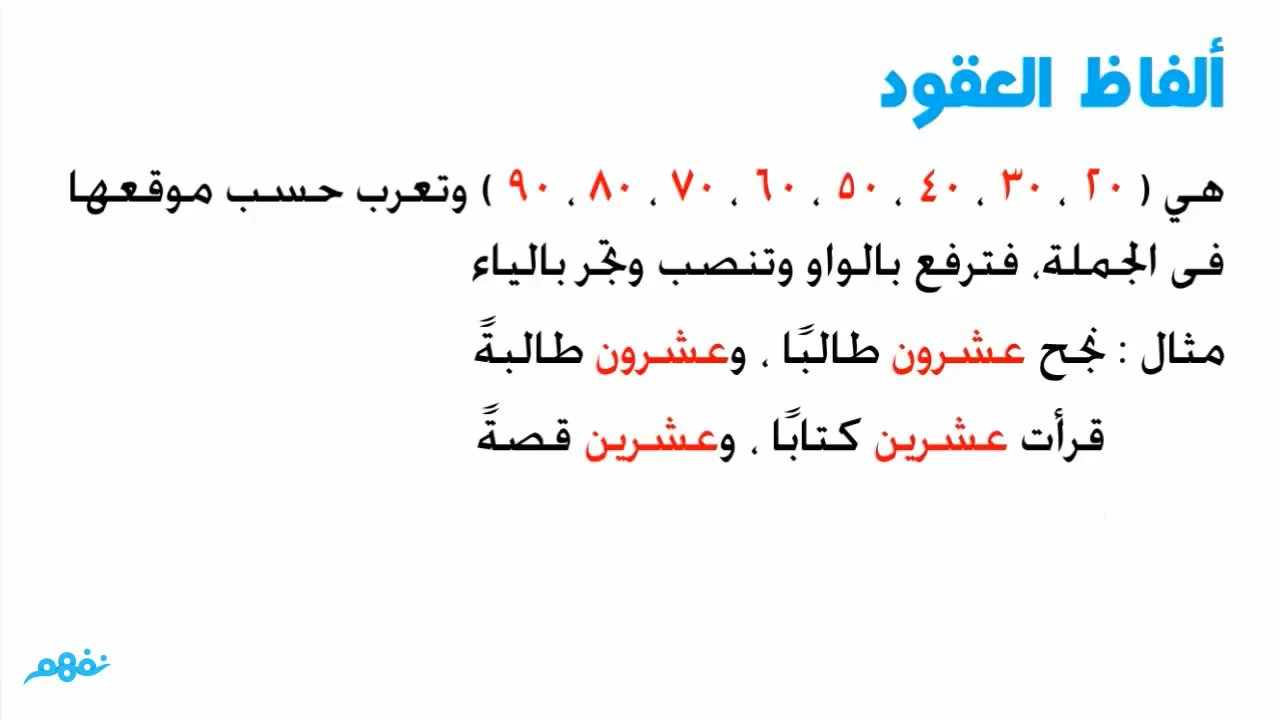 ألفاظ العقود
هي ( ٢٠ ، ٣٠ ، ٤٠ ، ٥٠ ، ٦٠ ، ٧٠ ، ٨٠ ، ٩٠ ) وتعرب حسب موقعها
فى الجملة، فترفع بالواو وتنصب وتجُر بالياء
مثال : نجح عشرون طالبًا ، وعشرون طالبةً
قرأت عشرين كتابًا ، وعشرين قصةً
نفهم